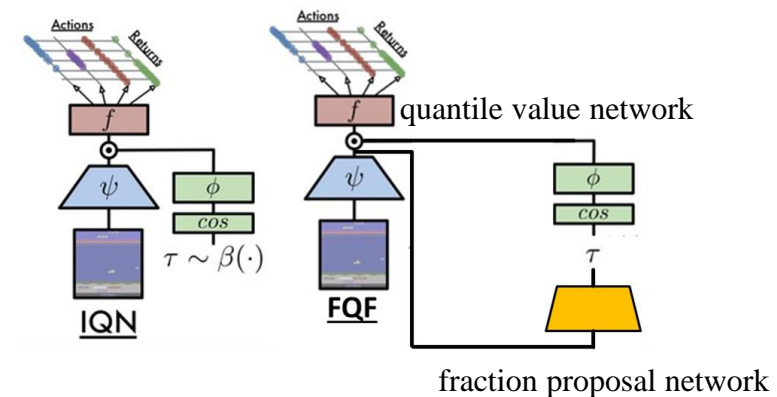 Actions
Returns
f
ψ
ϕ
cos
τ ∼ β(·)
IQN
Actions
Returns
f
quantile value network
ψ
ϕ
cos
τ
FQF
fraction proposal network